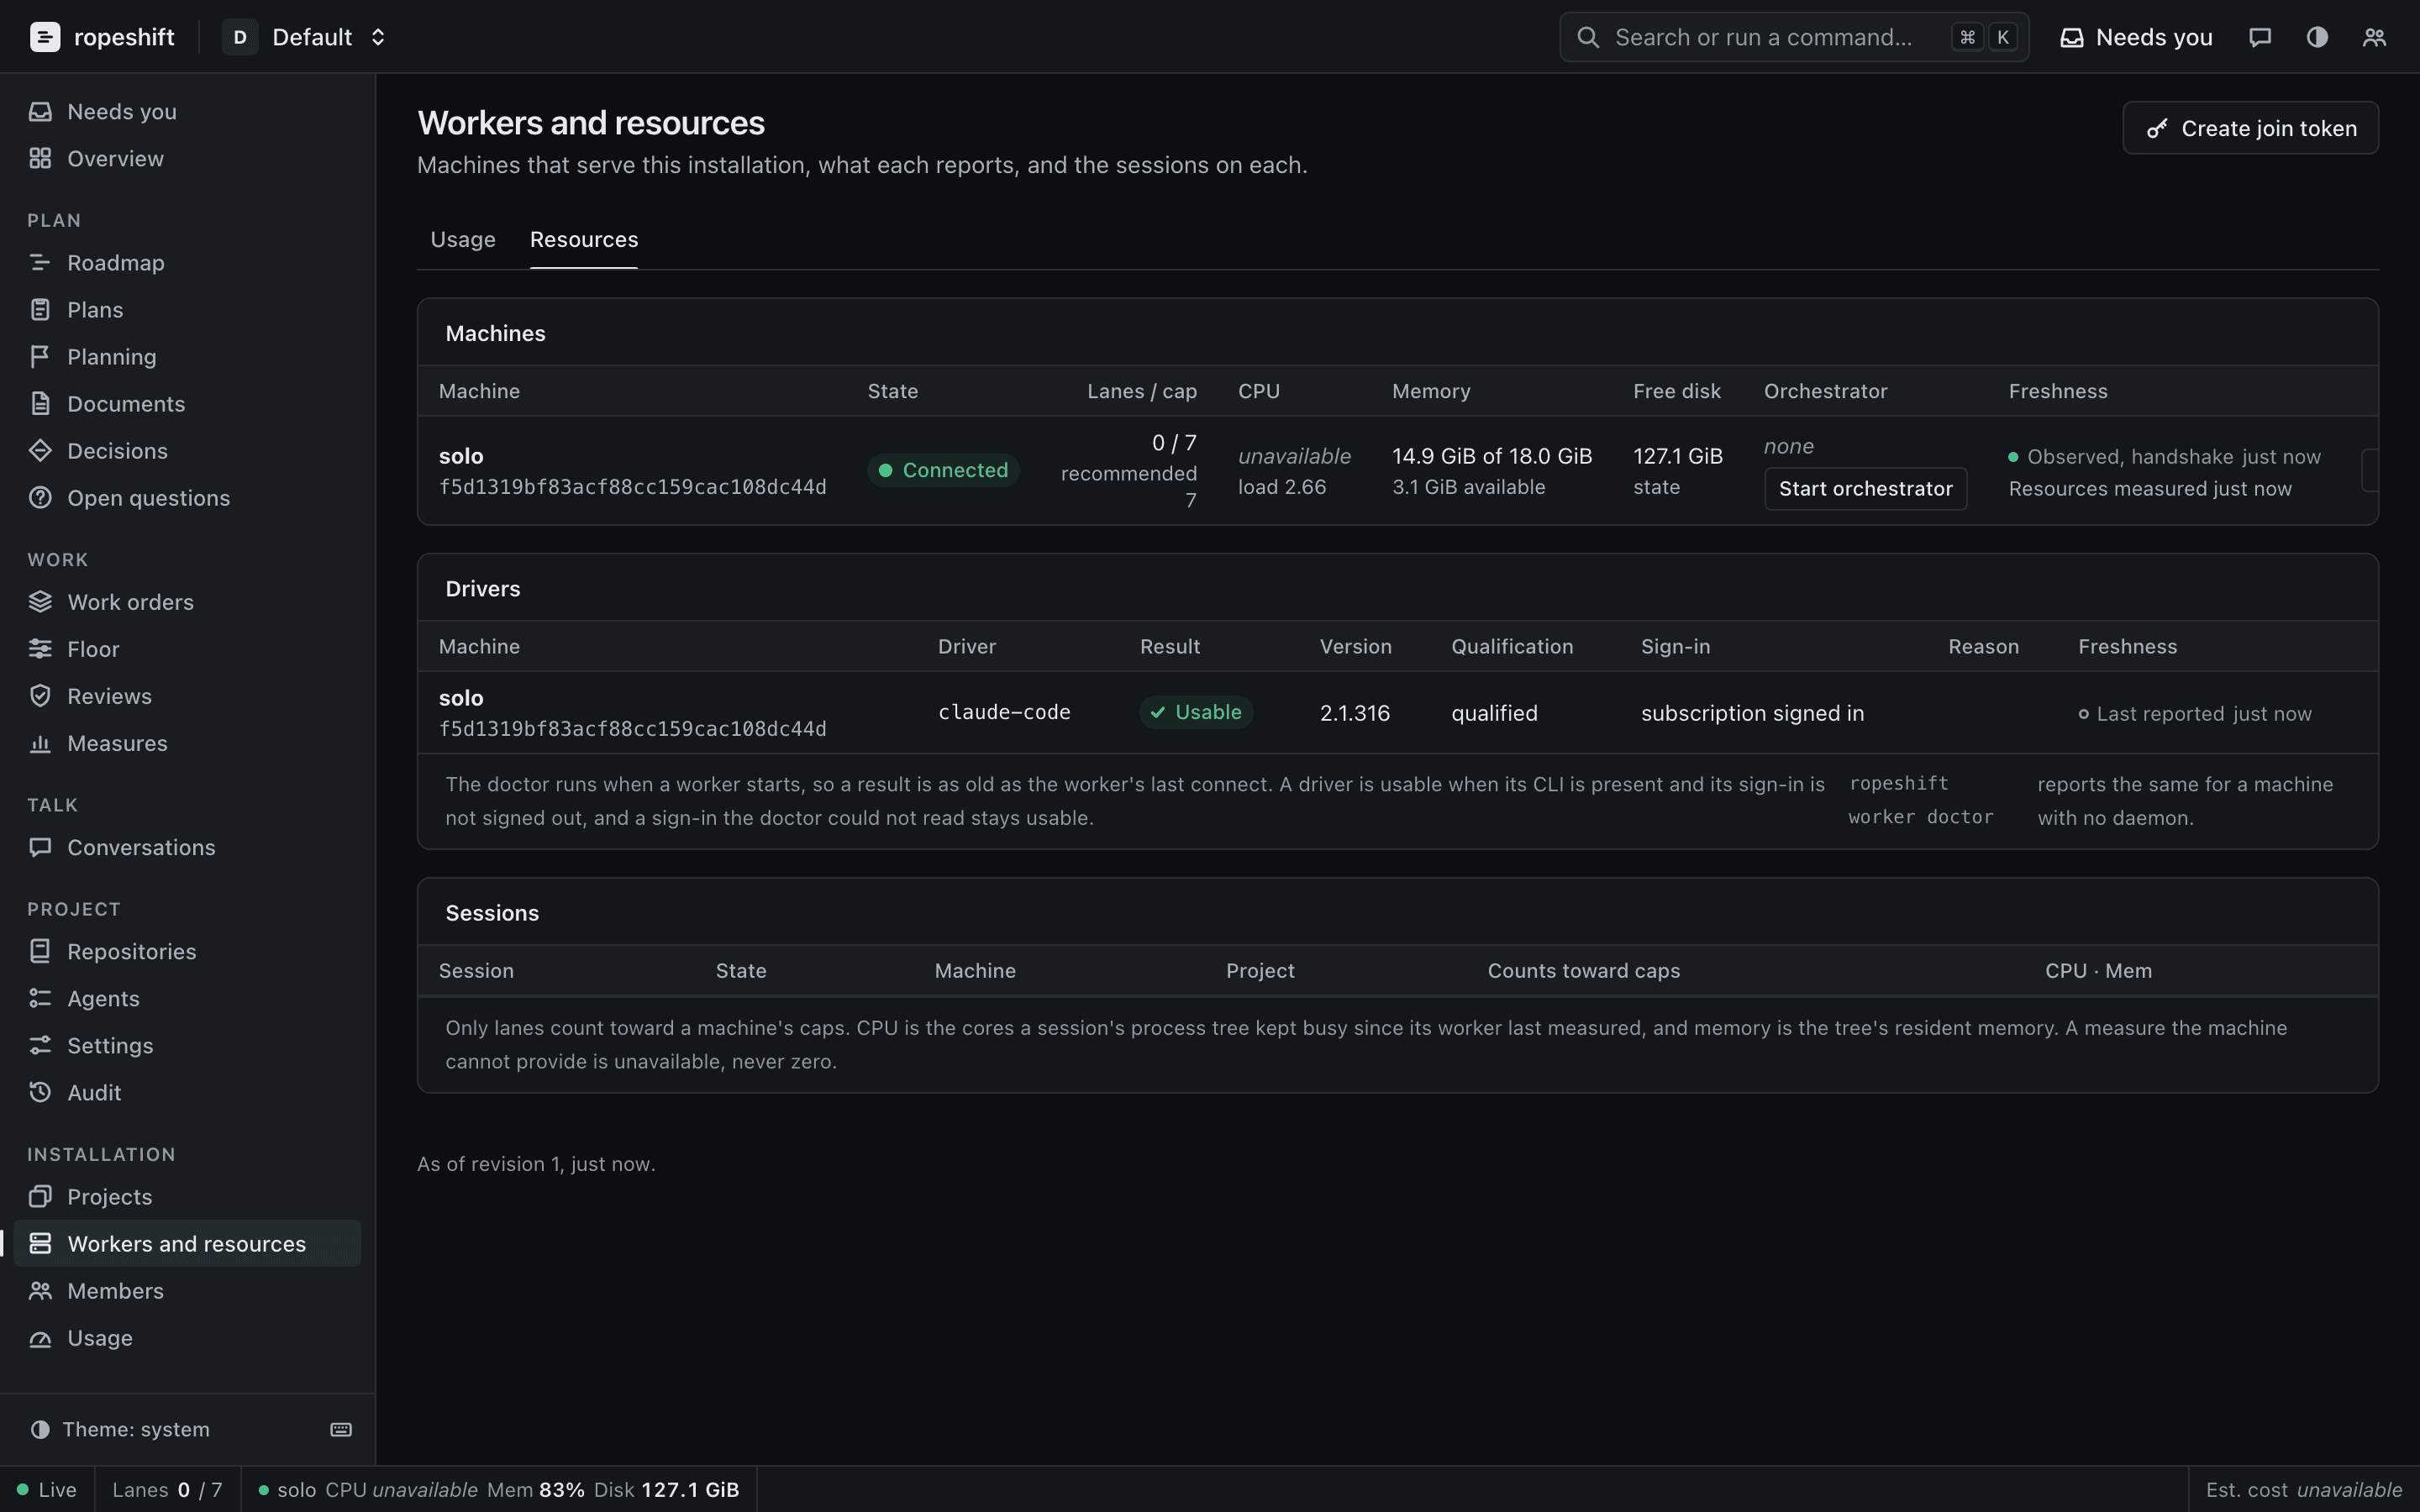 ropeshift
D Default
Search or run a command... ⌘ K
Needs you
Needs you
Overview
PLAN
Roadmap
Plans
Planning
Documents
Decisions
Open questions
WORK
Work orders
Floor
Reviews
Measures
TALK
Conversations
PROJECT
Repositories
Agents
Settings
Audit
INSTALLATION
Projects
Workers and resources
Members
Usage
Theme: system
Workers and resources
Create join token
Machines that serve this installation, what each reports, and the sessions on each.
Usage Resources
Machines
Machine State Lanes / cap CPU Memory Free disk Orchestrator Freshness
solo
f5d1319bf83acf88cc159cac108dc44d
Connected
0 / 7
recommended
7
unavailable
load 2.66
14.9 GiB of 18.0 GiB
3.1 GiB available
127.1 GiB
state
none
Start orchestrator
Observed, handshake just now
Resources measured just now
Drivers
Machine Driver Result Version Qualification Sign-in Reason Freshness
solo
f5d1319bf83acf88cc159cac108dc44d
claude-code
Usable
2.1.316
qualified
subscription signed in
Last reported just now
The doctor runs when a worker starts, so a result is as old as the worker's last connect. A driver is usable when its CLI is present and its sign-in is
not signed out, and a sign-in the doctor could not read stays usable.
ropeshift
worker doctor
reports the same for a machine
with no daemon.
Sessions
Session State Machine Project Counts toward caps CPU · Mem
Only lanes count toward a machine's caps. CPU is the cores a session's process tree kept busy since its worker last measured, and memory is the tree's resident memory. A measure the machine
cannot provide is unavailable, never zero.
As of revision 1, just now.
Live
Lanes 0 / 7
solo CPU unavailable Mem 83% Disk 127.1 GiB
Est. cost unavailable